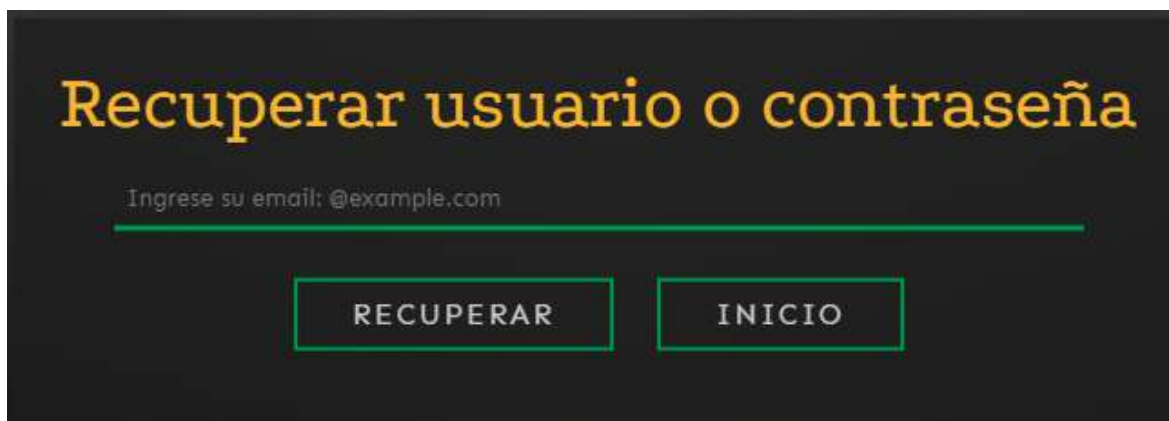 Recuperar usuario o contraseña
Ingrese su email: @example.com
RECUPERAR INICIO